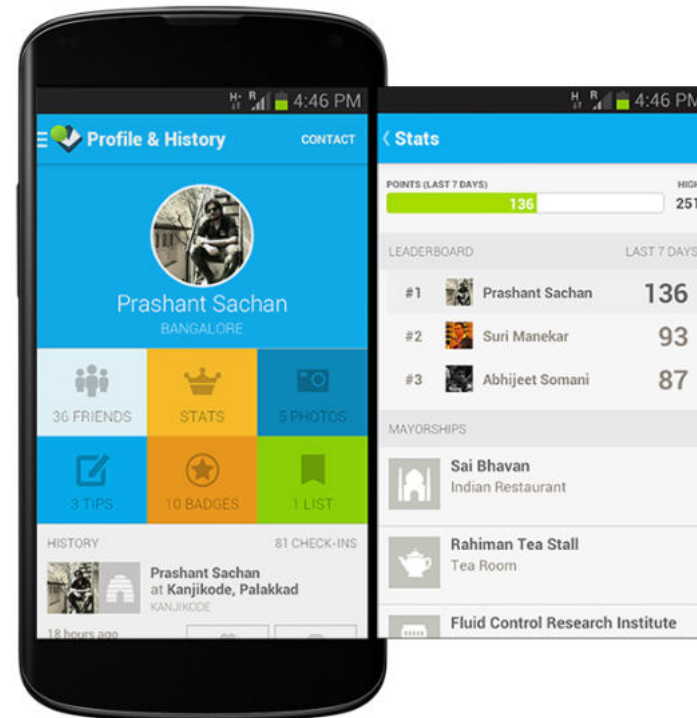 H+ R 4:46 PM
Profile & History CONTACT
Prashant Sachan
BANGALORE
36 FRIENDS STATS 5 PHOTOS
3 TIPS 10 BADGES 1 LIST
HISTORY 81 CHECK-INS
Prashant Sachan
at Kanjikode, Palakkad
KANJIKODE
18 hours ago
H R 4:46 PM
Stats
POINTS (LAST 7 DAYS) HIGH
136 251
LEADERBOARD LAST 7 DAYS
#1 Prashant Sachan 136
#2 Suri Manekar 93
#3 Abhijeet Somani 87
MAYORSHIPS
Sai Bhavan
Indian Restaurant
Rahiman Tea Stall
Tea Room
Fluid Control Research Institute